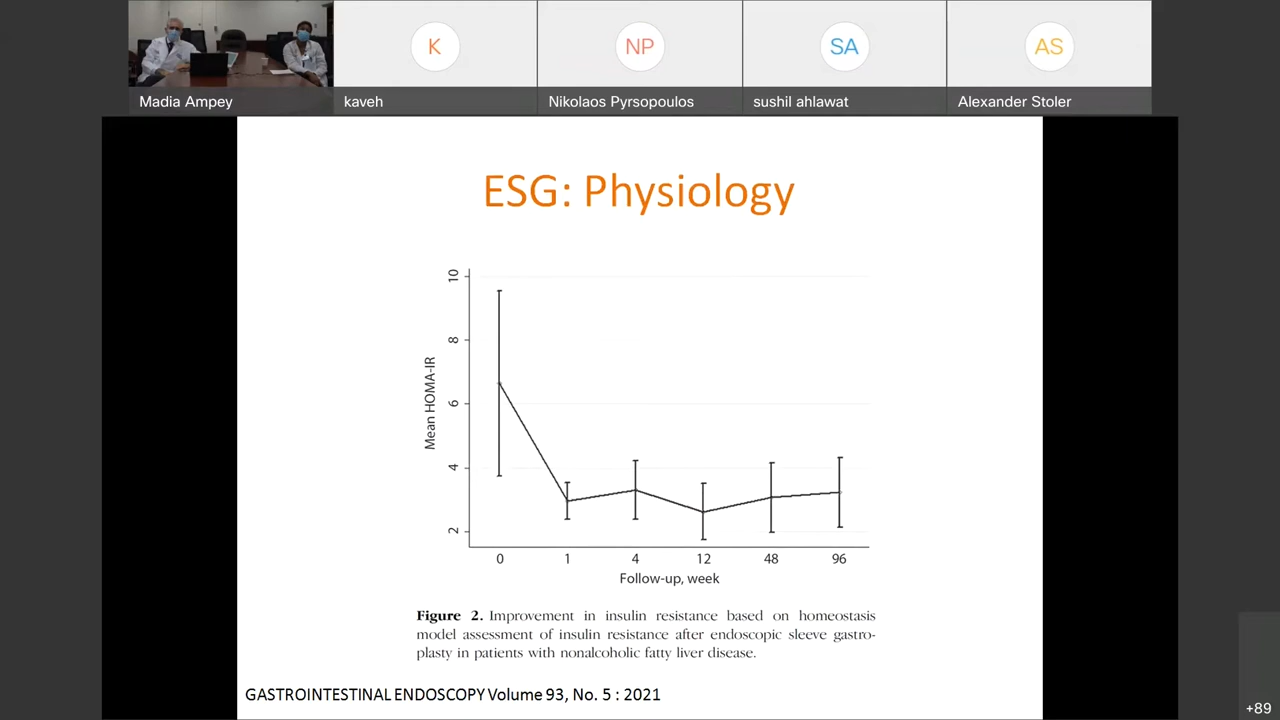 K
NP
SA
AS
Madia Ampey
kaveh
Nikolaos Pyrsopoulos
sushil ahlawat
Alexander Stoler
ESG: Physiology
10
8
6
4
2
Mean HOMA-IR
0
1
4
12
48
96
Follow-up, week
Figure 2. Improvement in insulin resistance based on homeostasis
model assessment of insulin resistance after endoscopic sleeve gastro-
plasty in patients with nonalcoholic fatty liver disease.
GASTROINTESTINAL ENDOSCOPY Volume 93, No. 5 : 2021
+89